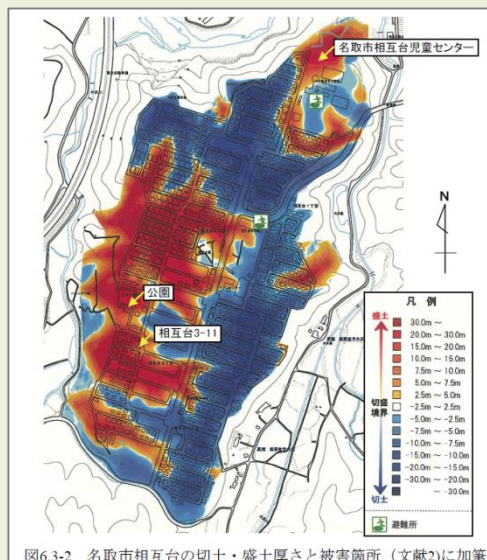 名取市相互台児童センター
相互台1丁目
N
公園
相互台3-11
凡 例
盛土
切盛境界
切土
30.0m ~
20.0m ~ 30.0m
15.0m ~ 20.0m
10.0m ~ 15.0m
7.5m ~ 10.0m
5.0m ~ 7.5m
2.5m ~ 5.0m
-2.5m ~ 2.5m
-5.0m ~ -2.5m
-7.5m ~ -5.0m
-10.0m ~ -7.5m
-15.0m ~ -10.0m
-20.0m ~ -15.0m
-30.0m ~ -20.0m
~ -30.0m
避難所
図6.3-2 名取市相互台の切土・盛土厚さと被害箇所（文献2)に加筆